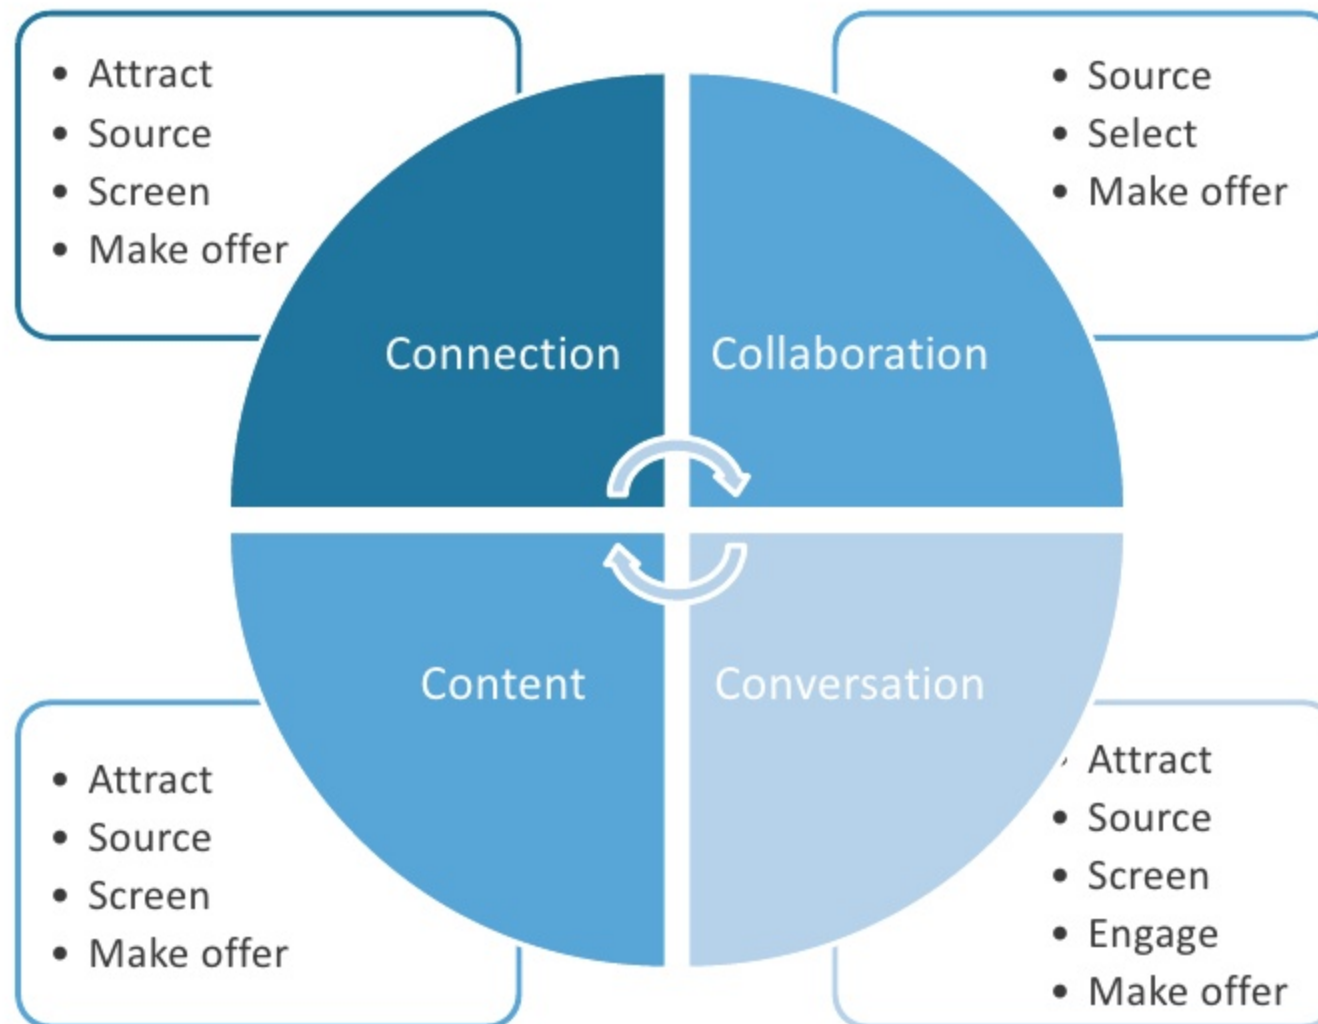 • Attract
• Source
• Screen
• Make offer
• Source
• Select
• Make offer
Connection
Collaboration
Content
Conversation
• Attract
• Source
• Screen
• Make offer
• Attract
• Source
• Screen
• Engage
• Make offer